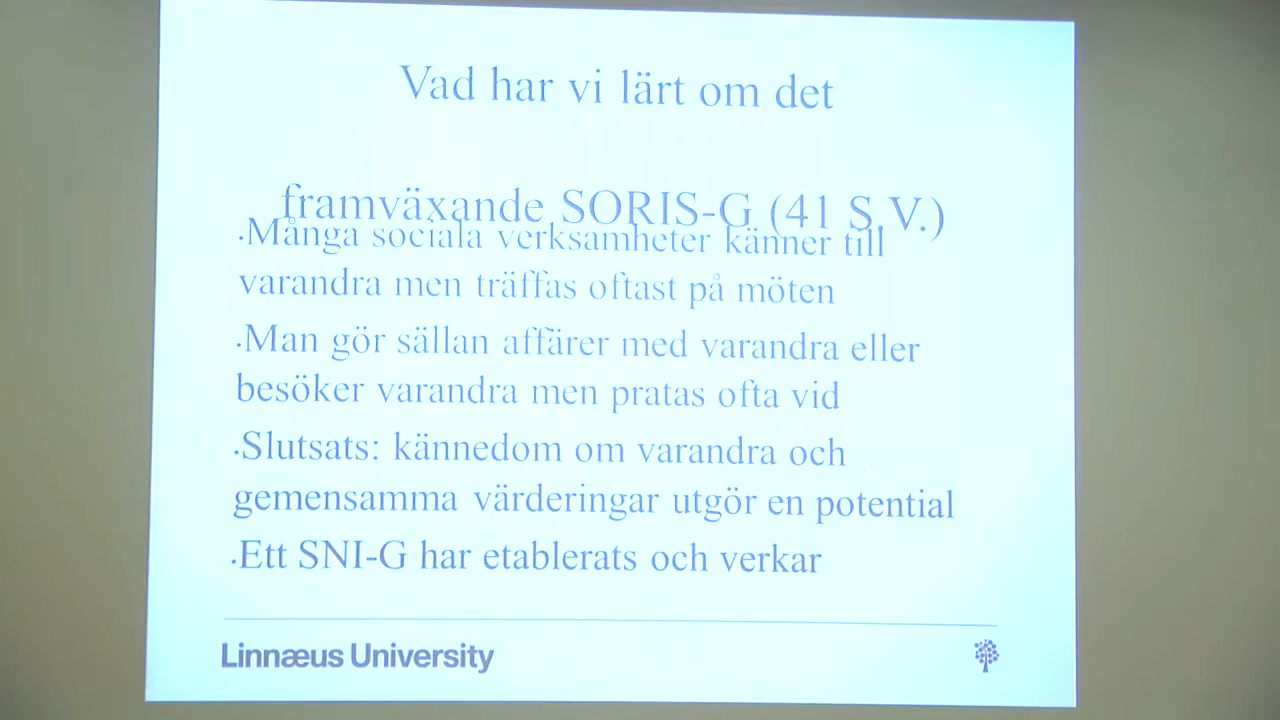 Vad har vi lärt om det
framväxande SORIS-G (41 S.V.)
.Många sociala verksamheter känner till
varandra men träffas oftast på möten
.Man gör sällan affärer med varandra eller
besöker varandra men pratas ofta vid
.Slutsats: kännedom om varandra och
gemensamma värderingar utgör en potential
.Ett SNI-G har etablerats och verkar
Linnæus University